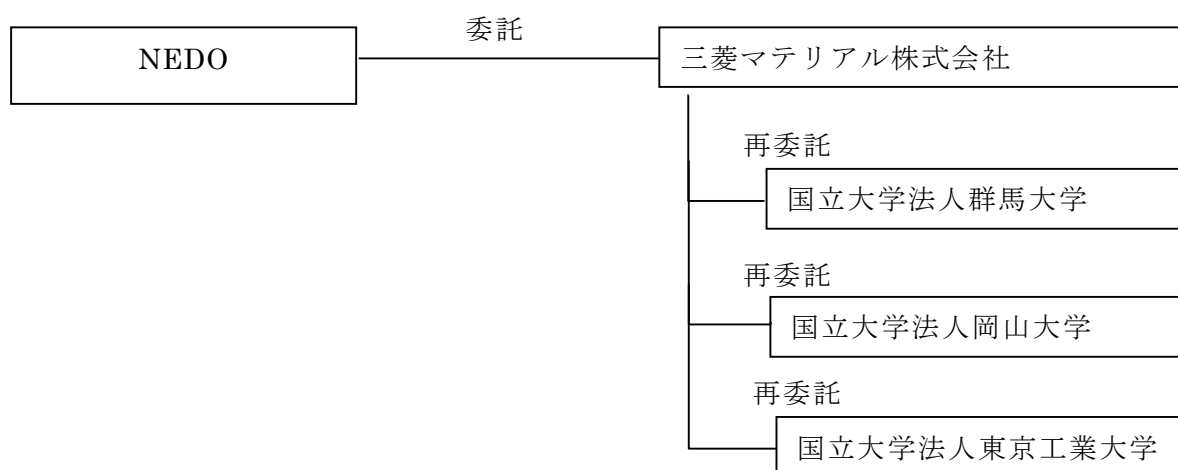 委託
NEDO
三菱マテリアル株式会社
再委託
国立大学法人群馬大学
再委託
国立大学法人岡山大学
再委託
国立大学法人東京工業大学